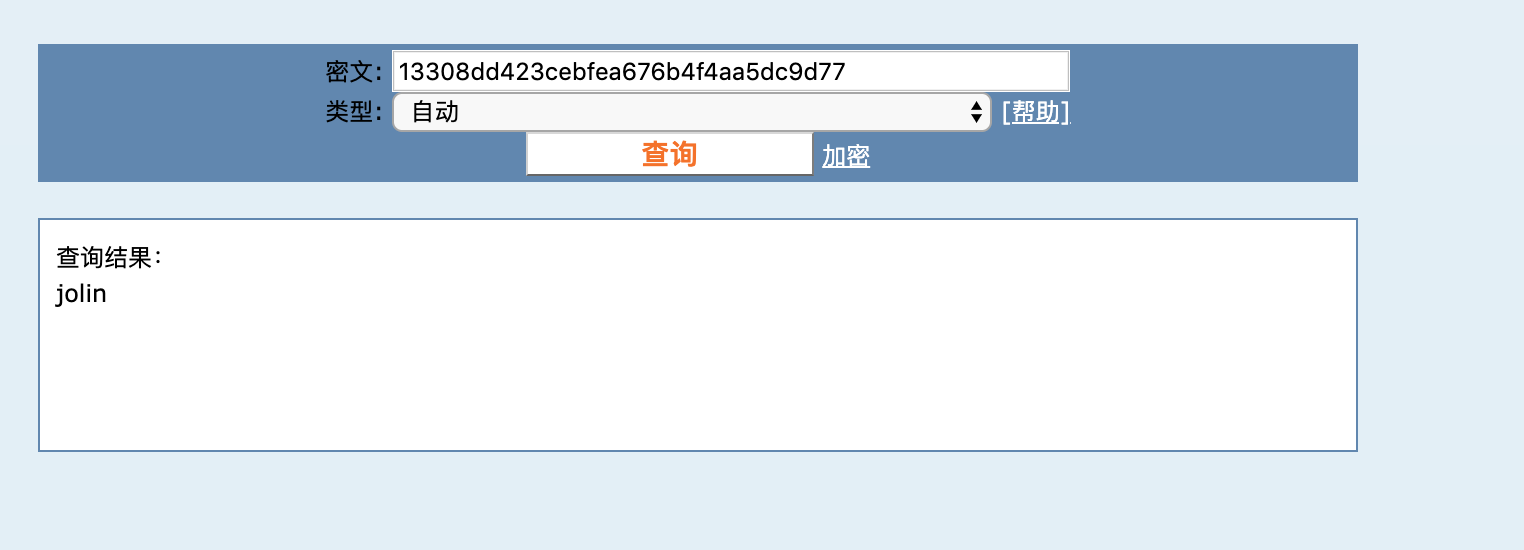 密文: 13308dd423cebfea676b4f4aa5dc9d77
类型: 自动 [帮助]
查询 加密
查询结果:
jolin